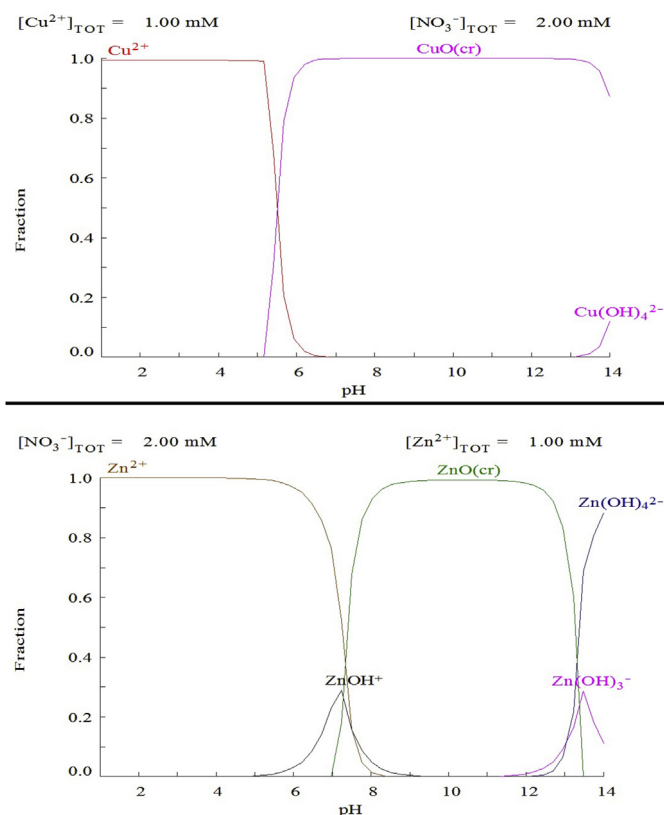 [Cu²⁺]TOT = 1.00 mM [NO₃⁻]TOT = 2.00 mM
Cu²⁺ CuO(cr)
1.0
0.8
0.6
Fraction
0.4
0.2
Cu(OH)₄²⁻
0.0
2 4 6 8 10 12 14
pH
[NO₃⁻]TOT = 2.00 mM [Zn²⁺]TOT = 1.00 mM
Zn²⁺ ZnO(cr)
1.0
Zn(OH)₄²⁻
0.8
0.6
Fraction
0.4
ZnOH⁺ Zn(OH)₃⁻
0.2
0.0
2 4 6 8 10 12 14
pH